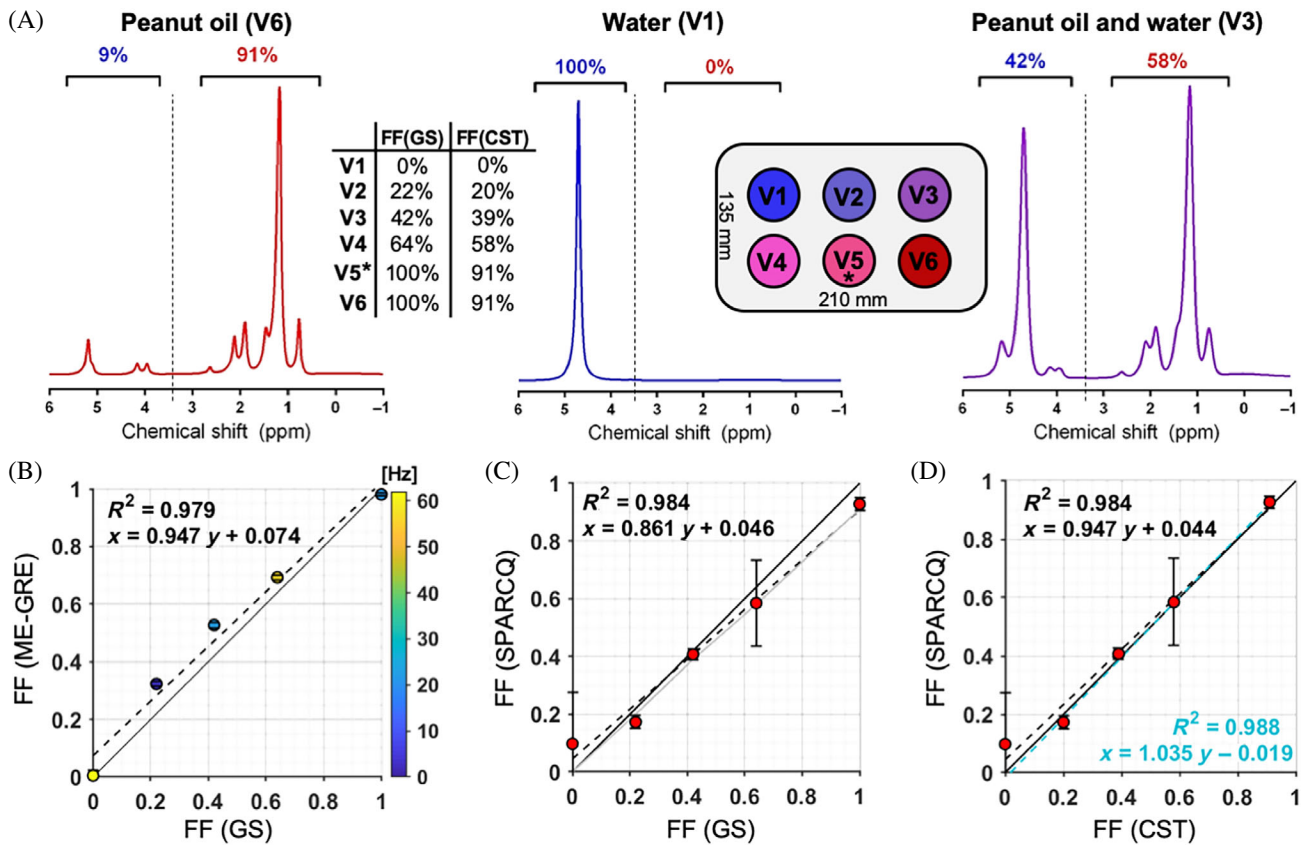 (A)
Peanut oil (V6)
9%
91%
6 5 4 3 2 1 0 –1
Chemical shift (ppm)
FF(GS) FF(CST)
V1 0% 0%
V2 22% 20%
V3 42% 39%
V4 64% 58%
V5* 100% 91%
V6 100% 91%
Water (V1)
100%
0%
6 5 4 3 2 1 0 –1
Chemical shift (ppm)
V1 V2 V3
V4 V5 V6
*
135 mm
210 mm
Peanut oil and water (V3)
42%
58%
6 5 4 3 2 1 0 –1
Chemical shift (ppm)
(B)
R² = 0.979
x = 0.947 y + 0.074
FF (ME-GRE)
1
0.8
0.6
0.4
0.2
0
0 0.2 0.4 0.6 0.8 1
FF (GS)
[Hz]
60
50
40
30
20
10
0
(C)
R² = 0.984
x = 0.861 y + 0.046
FF (SPARCQ)
1
0.8
0.6
0.4
0.2
0
0 0.2 0.4 0.6 0.8 1
FF (GS)
(D)
R² = 0.984
x = 0.947 y + 0.044
FF (SPARCQ)
1
0.8
0.6
0.4
0.2
0
R² = 0.988
x = 1.035 y – 0.019
0 0.2 0.4 0.6 0.8 1
FF (CST)